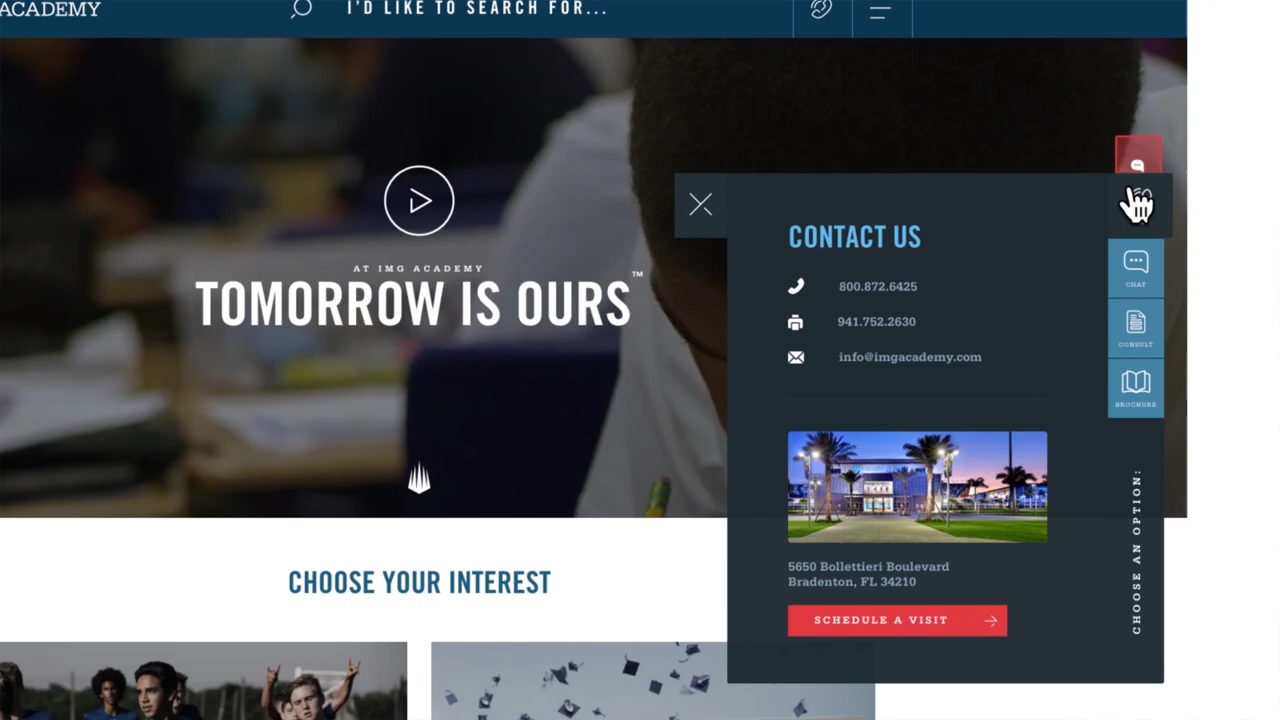 ACADEMY
I'D LIKE TO SEARCH FOR...
AT IMG ACADEMY
TOMORROW IS OURS™
CONTACT US
800.872.6425
941.752.2630
info@imgacademy.com
5650 Bollettieri Boulevard
Bradenton, FL 34210
SCHEDULE A VISIT
CHAT
CONSULT
BROCHURE
CHOOSE AN OPTION:
CHOOSE YOUR INTEREST